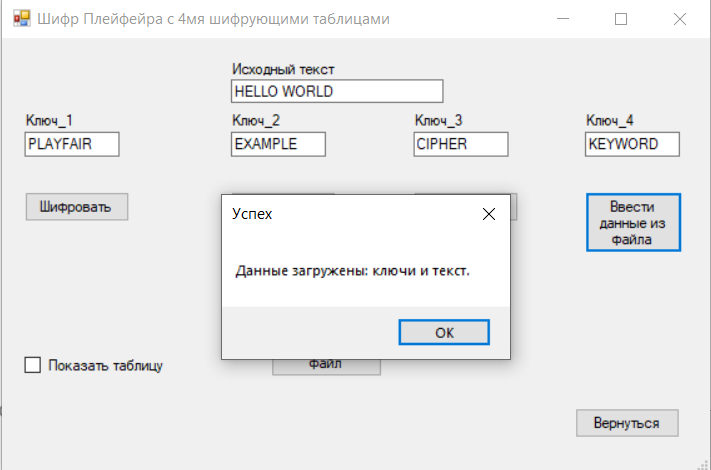 Шифр Плейфейра с 4мя шифрующими таблицами
Исходный текст
HELLO WORLD
Ключ_1
Ключ_2
Ключ_3
Ключ_4
PLAYFAIR
EXAMPLE
CIPHER
KEYWORD
Шифровать
Ввести
данные из
файла
Успех
Данные загружены: ключи и текст.
OK
Показать таблицу
файл
Вернуться